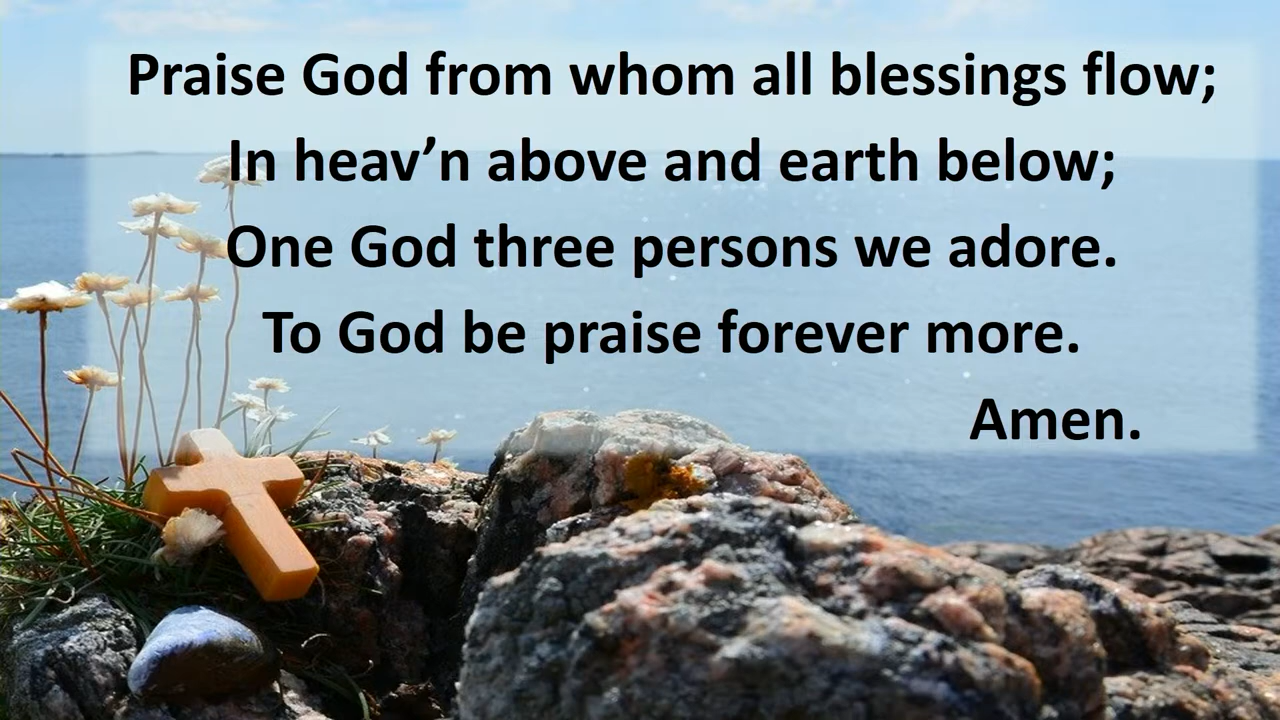 Praise God from whom all blessings flow;
In heav’n above and earth below;
One God three persons we adore.
To God be praise forever more.
Amen.